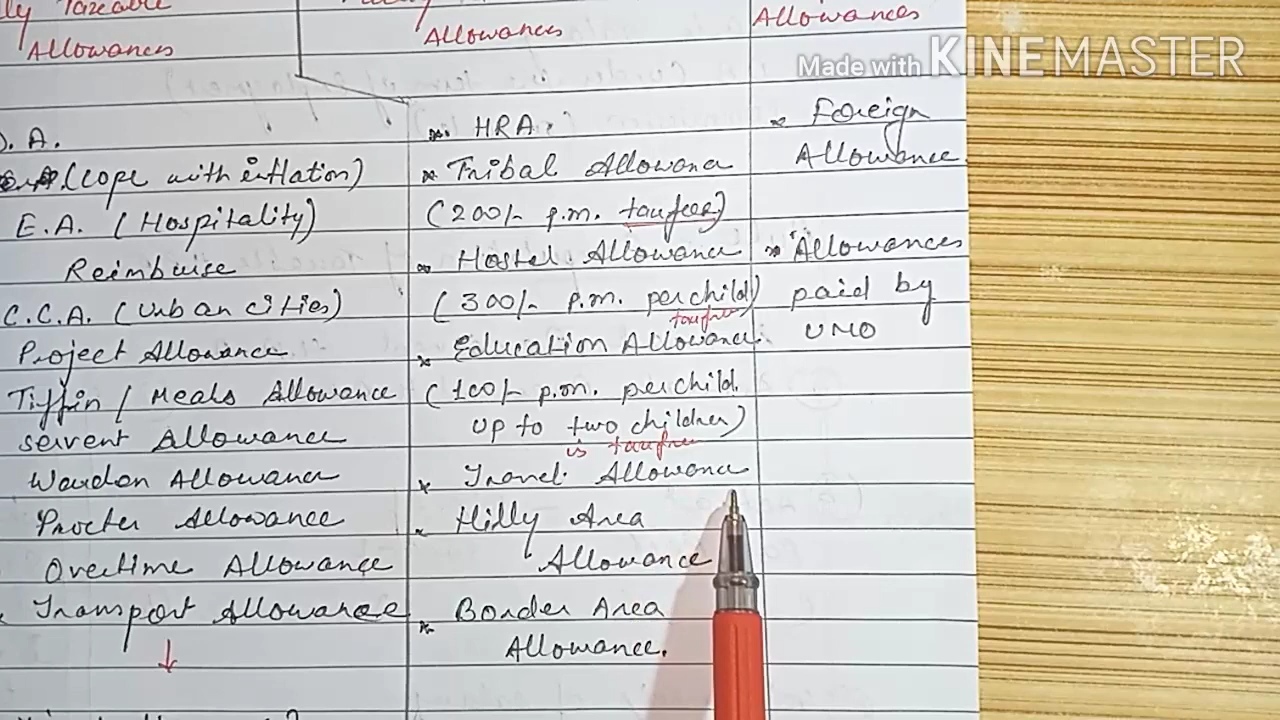 Taxable
Allowances
Allowances
Allowances
Made with KINEMASTER
D.A.
(cope with inflation)
E.A. (Hospitality)
Reimburse
C.C.A. (Urban cities)
Project Allowance
Tiffin / Meals Allowance
servent Allowance
Wardon Allowance
Procter Allowance
Overtime Allowance
Transport Allowance
HRA
Tribal Allowance
(200/- p.m. taxfree)
Hostel Allowance
(300/- p.m. per child)
taxfree
Education Allowance
(100/- p.m. per child
up to two children)
is taxfree
Travel Allowance
Hilly Area
Allowance
Border Area
Allowance.
Foreign
Allowance
Allowances
paid by
UNO